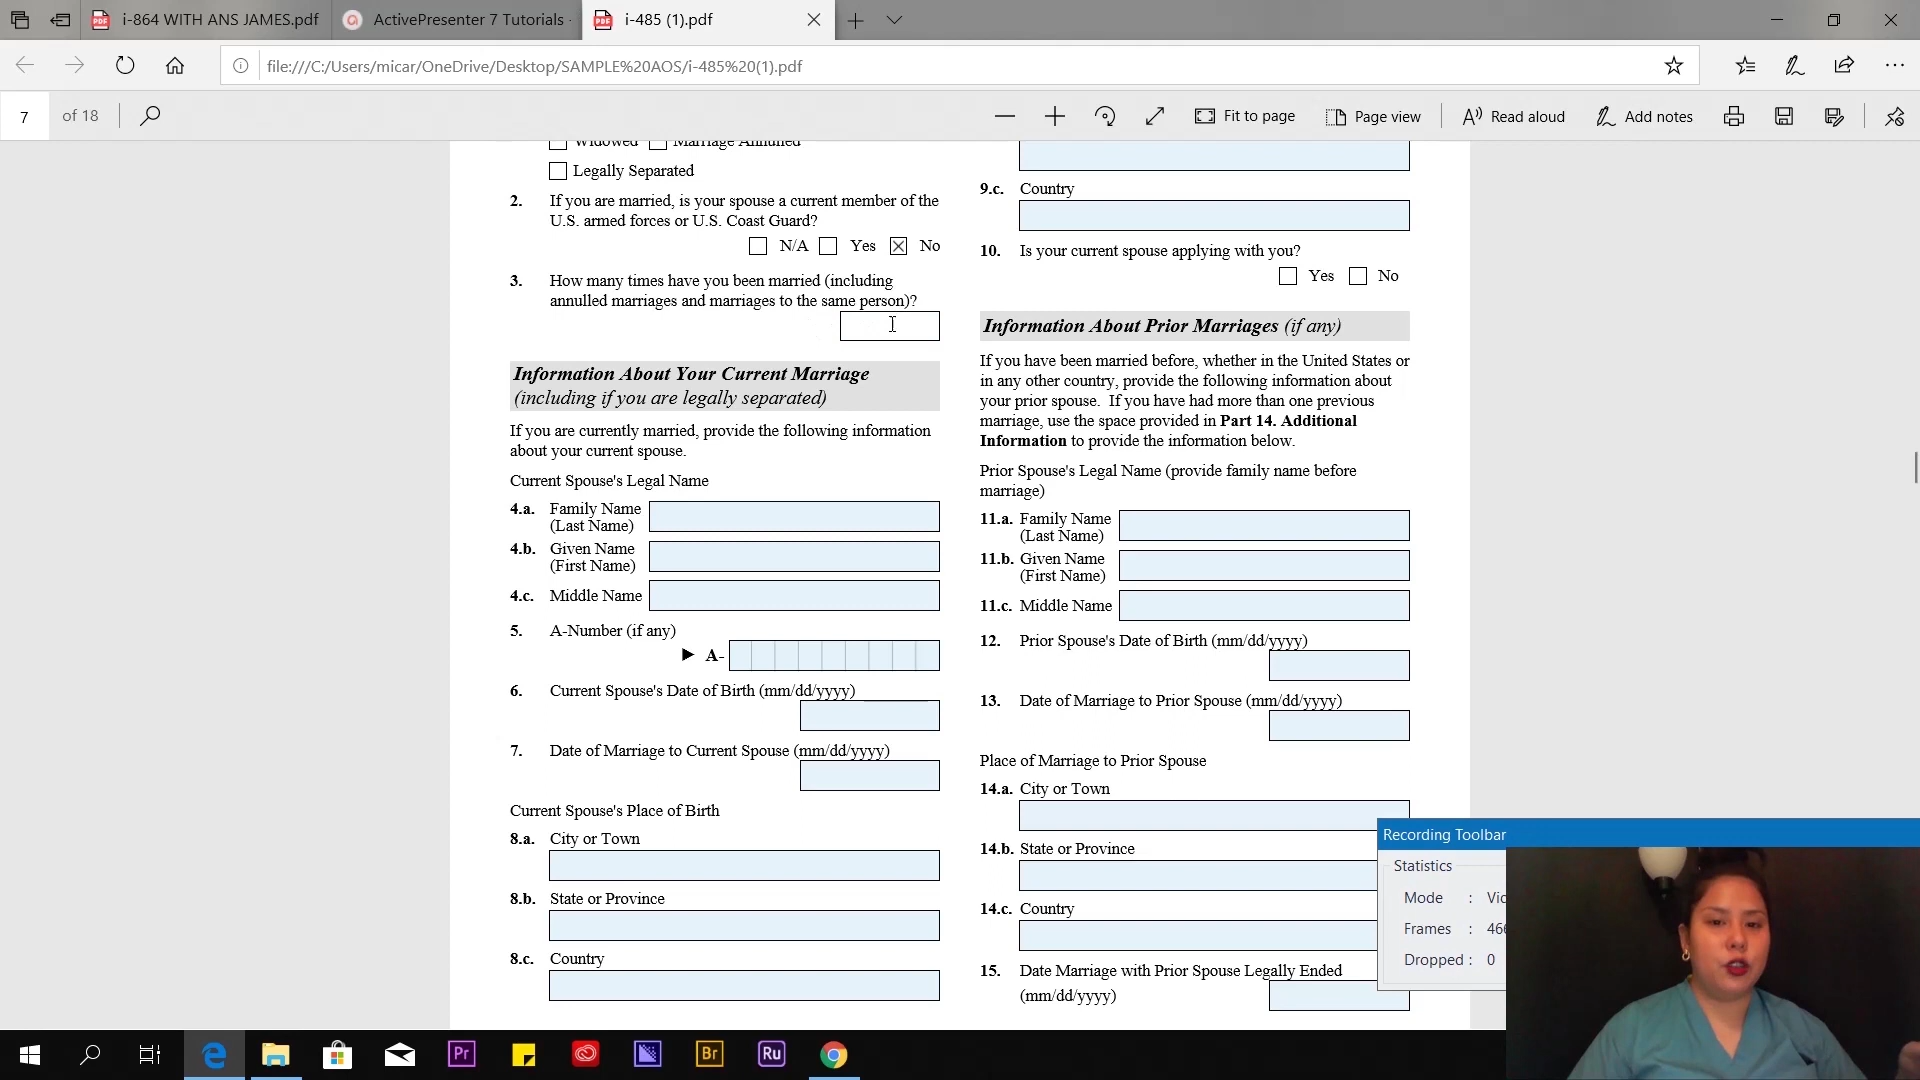 i-864 WITH ANS JAMES.pdf
ActivePresenter 7 Tutorials -
i-485 (1).pdf
file:///C:/Users/micar/OneDrive/Desktop/SAMPLE%20AOS/i-485%20(1).pdf
7 of 18
Fit to page
Page view
Read aloud
Add notes
Widowed Marriage Annulled
Legally Separated
2. If you are married, is your spouse a current member of the
U.S. armed forces or U.S. Coast Guard?
N/A Yes No
3. How many times have you been married (including
annulled marriages and marriages to the same person)?
Information About Your Current Marriage
(including if you are legally separated)
If you are currently married, provide the following information
about your current spouse.
Current Spouse's Legal Name
4.a. Family Name
(Last Name)
4.b. Given Name
(First Name)
4.c. Middle Name
5. A-Number (if any)
► A-
6. Current Spouse's Date of Birth (mm/dd/yyyy)
7. Date of Marriage to Current Spouse (mm/dd/yyyy)
Current Spouse's Place of Birth
8.a. City or Town
8.b. State or Province
8.c. Country
9.c. Country
10. Is your current spouse applying with you?
Yes No
Information About Prior Marriages (if any)
If you have been married before, whether in the United States or
in any other country, provide the following information about
your prior spouse. If you have had more than one previous
marriage, use the space provided in Part 14. Additional
Information to provide the information below.
Prior Spouse's Legal Name (provide family name before
marriage)
11.a. Family Name
(Last Name)
11.b. Given Name
(First Name)
11.c. Middle Name
12. Prior Spouse's Date of Birth (mm/dd/yyyy)
13. Date of Marriage to Prior Spouse (mm/dd/yyyy)
Place of Marriage to Prior Spouse
14.a. City or Town
14.b. State or Province
14.c. Country
15. Date Marriage with Prior Spouse Legally Ended
(mm/dd/yyyy)
Recording Toolbar
Statistics
Mode :
Frames :
Dropped : 0
Pr
Br
Ru